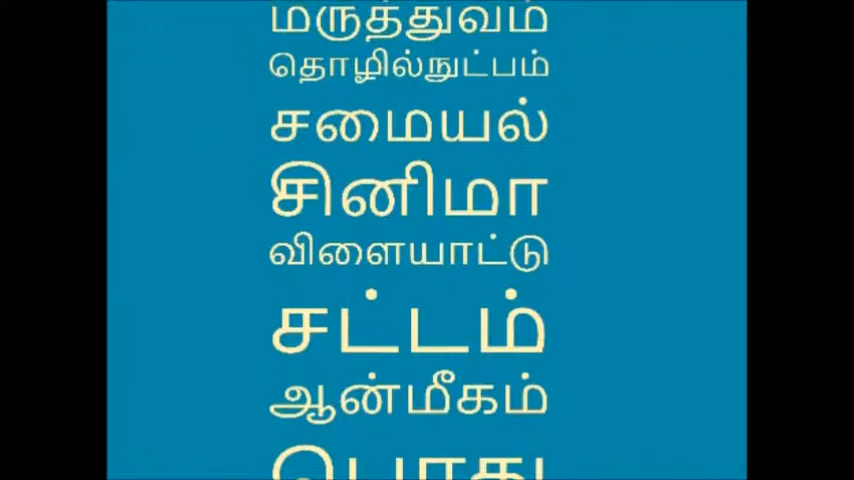 மருத்துவம்
தொழில்நுட்பம்
சமையல்
சினிமா
விளையாட்டு
சட்டம்
ஆன்மீகம்
பொது